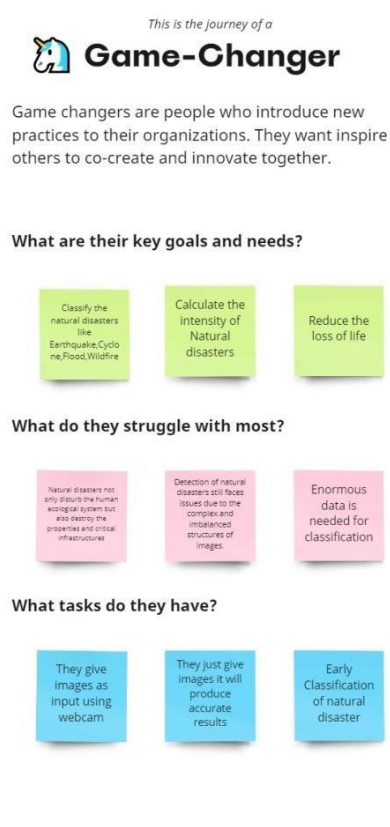 This is the journey of a
Game-Changer
Game changers are people who introduce new
practices to their organizations. They want inspire
others to co-create and innovate together.
What are their key goals and needs?
Classify the
natural disasters
like
Earthquake,Cyclo
ne,Flood,Wildfire
Calculate the
intensity of
Natural
disasters
Reduce the
loss of life
What do they struggle with most?
Natural disasters not
only disturb the human
ecological system but
also destroy the
properties and critical
infrastructures
Detection of natural
disasters still faces
issues due to the
complex and
imbalanced
structures of
images.
Enormous
data is
needed for
classification
What tasks do they have?
They give
images as
input using
webcam
They just give
images it will
produce
accurate
results
Early
Classification
of natural
disaster